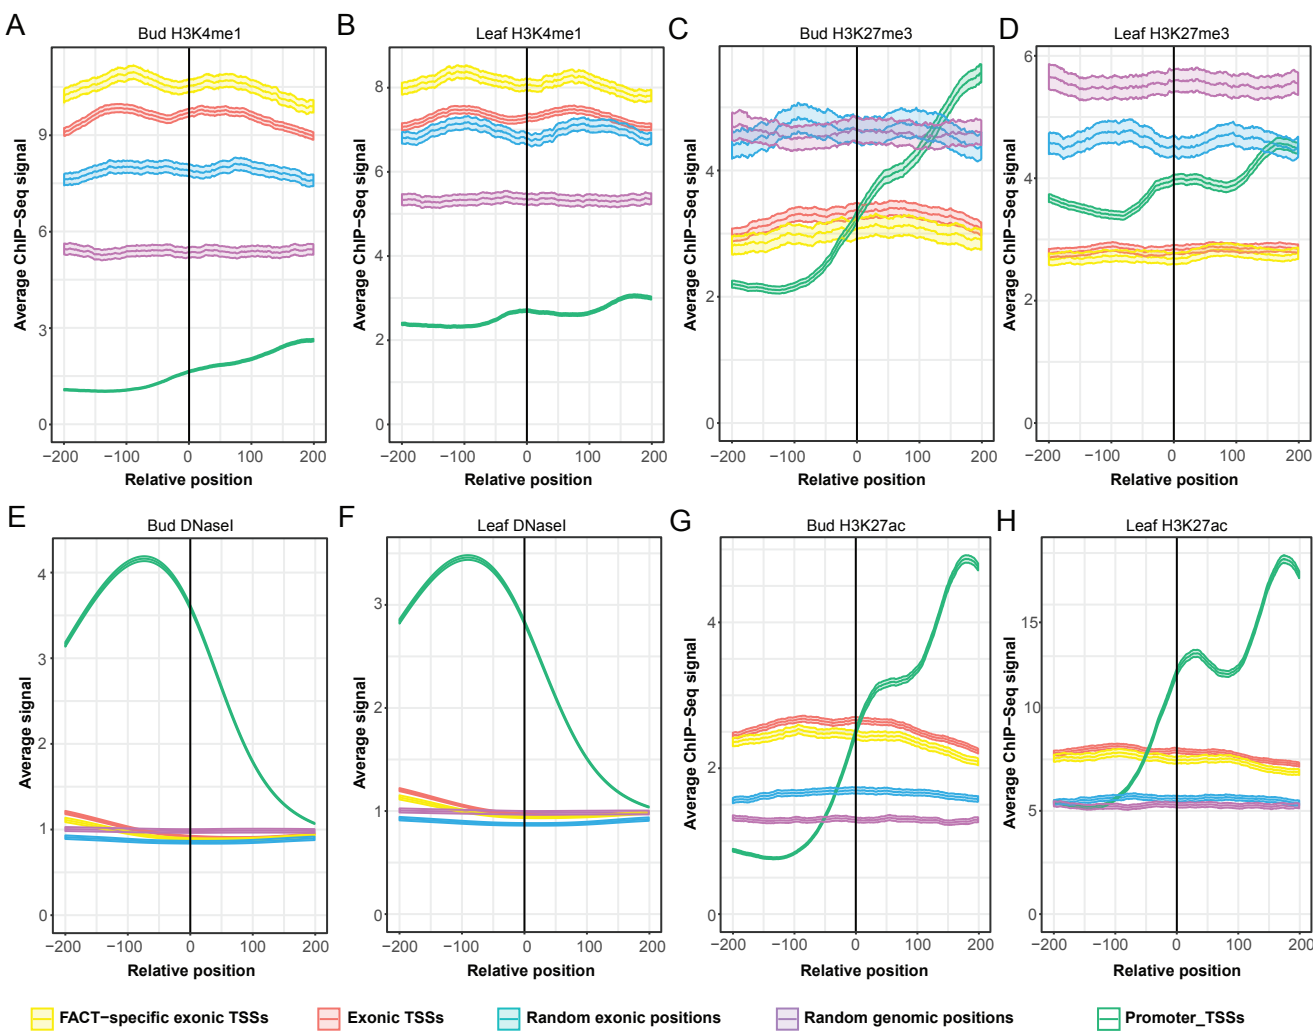 A
Bud H3K4me1
Average ChIP−Seq signal
9
6
3
0
−200
−100
0
100
200
Relative position
B
Leaf H3K4me1
Average ChIP−Seq signal
8
6
4
2
0
−200
−100
0
100
200
Relative position
C
Bud H3K27me3
Average ChIP−Seq signal
4
2
0
−200
−100
0
100
200
Relative position
D
Leaf H3K27me3
Average ChIP−Seq signal
6
4
2
0
−200
−100
0
100
200
Relative position
E
Bud DNaseI
Average signal
4
3
2
1
0
−200
−100
0
100
200
Relative position
F
Leaf DNaseI
Average signal
3
2
1
0
−200
−100
0
100
200
Relative position
G
Bud H3K27ac
Average ChIP−Seq signal
4
2
0
−200
−100
0
100
200
Relative position
H
Leaf H3K27ac
Average ChIP−Seq signal
15
10
5
0
−200
−100
0
100
200
Relative position
FACT−specific exonic TSSs
Exonic TSSs
Random exonic positions
Random genomic positions
Promoter_TSSs